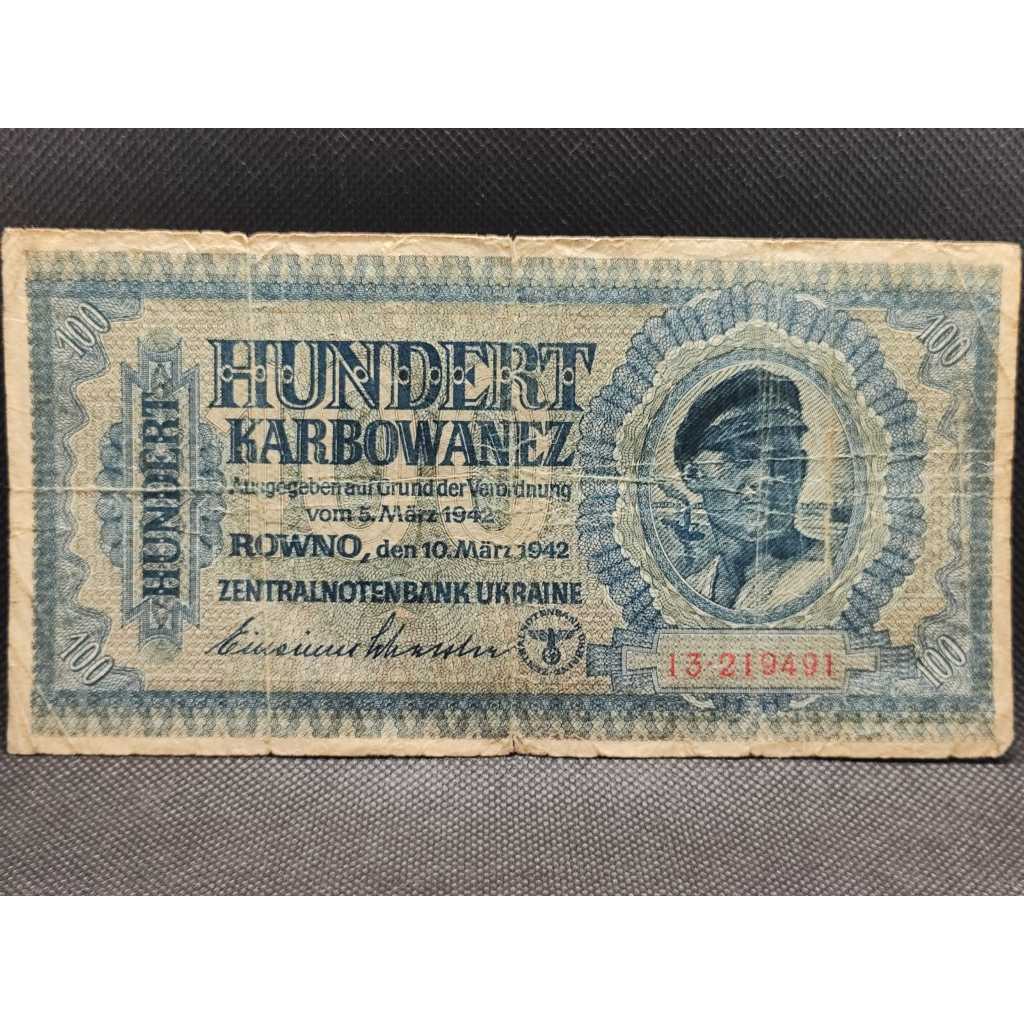 100
100
HUNDERT
HUNDERT
KARBOWANEZ
Ausgegeben auf Grund der Verordnung
vom 5. März 1942
ROWNO, den 10. März 1942
ZENTRALNOTENBANK UKRAINE
13·219491
100
100